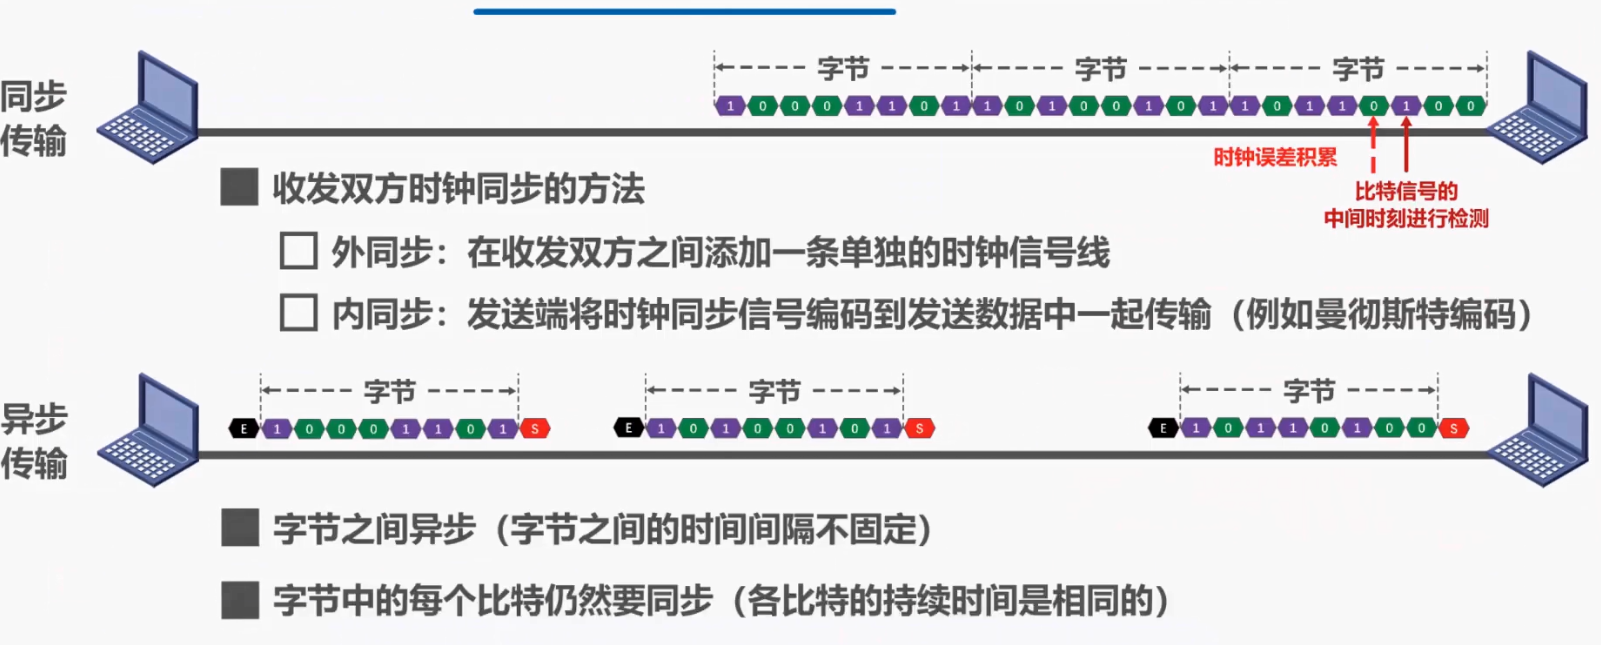 同步
传输
字节 字节 字节
1 0 0 0 1 1 0 1 1 0 1 0 0 1 0 1 1 0 1 1 0 1 0 0
时钟误差积累
比特信号的
中间时刻进行检测
收发双方时钟同步的方法
外同步：在收发双方之间添加一条单独的时钟信号线
内同步：发送端将时钟同步信号编码到发送数据中一起传输（例如曼彻斯特编码）
异步
传输
字节 字节 字节
E 1 0 0 0 1 1 0 1 S E 1 0 1 0 0 1 0 1 S E 1 0 1 1 0 1 0 0 S
字节之间异步（字节之间的时间间隔不固定）
字节中的每个比特仍然要同步（各比特的持续时间是相同的）